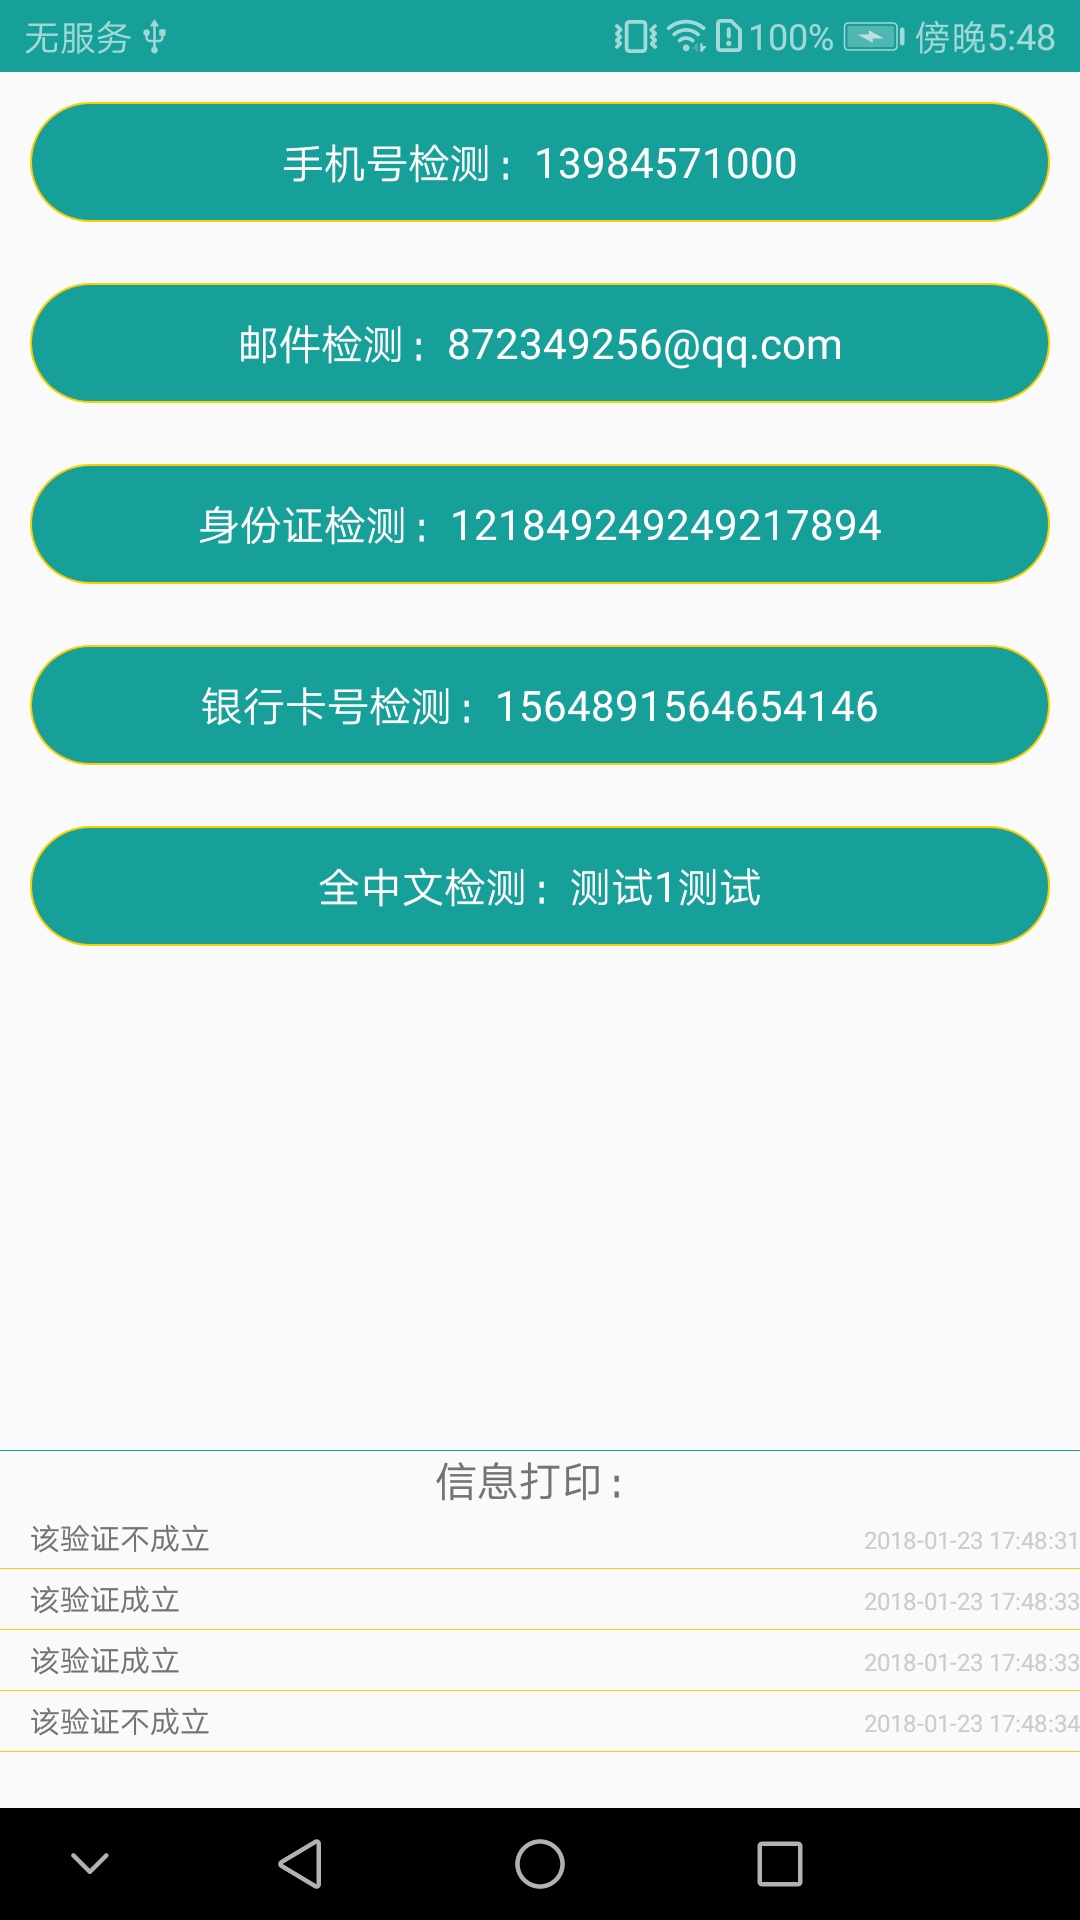 无服务 100% 傍晚5:48
手机号检测：13984571000
邮件检测：872349256@qq.com
身份证检测：121849249249217894
银行卡号检测：1564891564654146
全中文检测：测试1测试
信息打印：
该验证不成立 2018-01-23 17:48:31
该验证成立 2018-01-23 17:48:33
该验证成立 2018-01-23 17:48:33
该验证不成立 2018-01-23 17:48:34